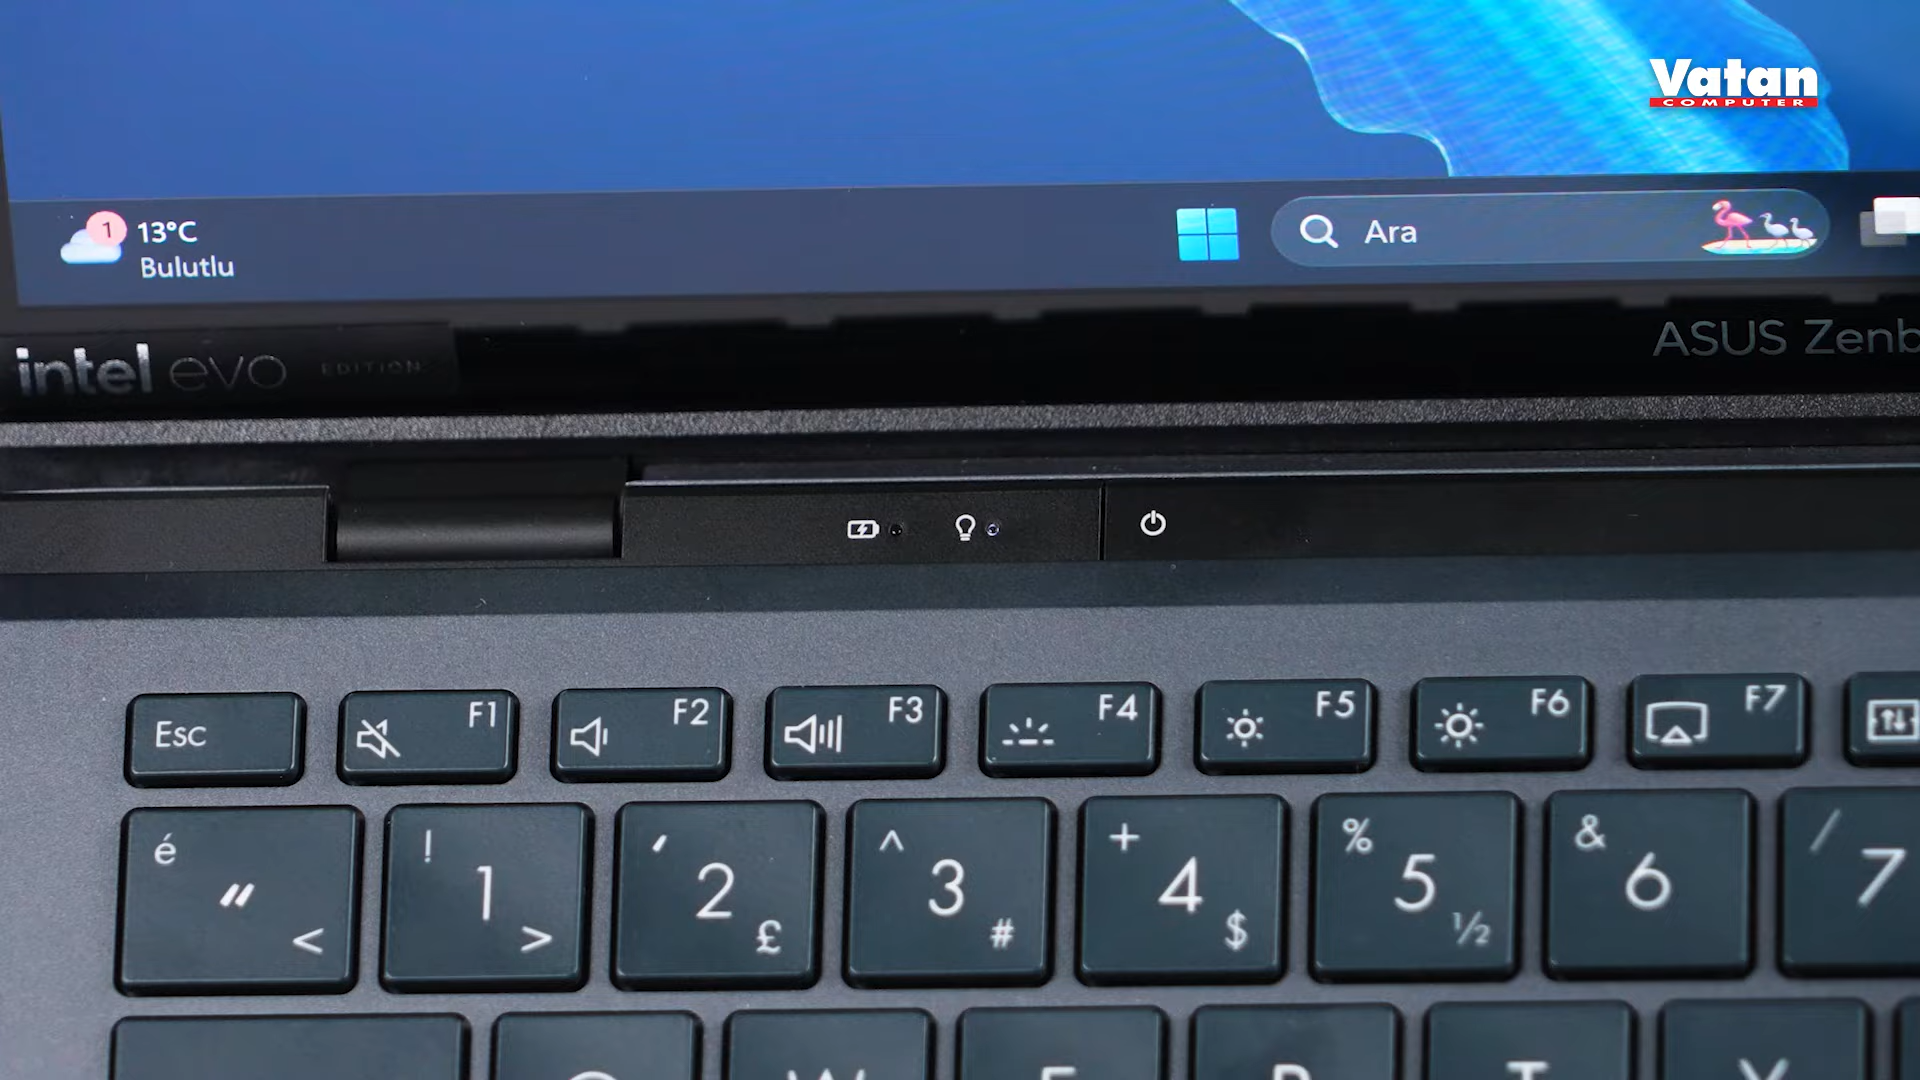 Vatan
COMPUTER
1
13°C
Bulutlu
Ara
intel evo EDITION
ASUS Zenb
Esc
F1
F2
F3
F4
F5
F6
F7
é " <
! 1 >
' 2 £
^ 3 #
+ 4 $
% 5 ½
& 6
/ 7
Q
W
E
R
T
Y